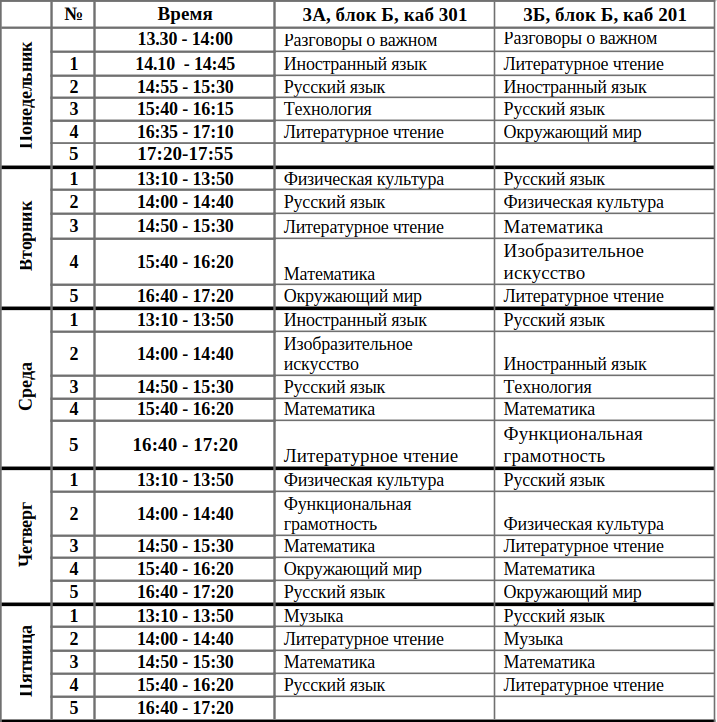 № Время 3А, блок Б, каб 301 3Б, блок Б, каб 201
Понедельник
13.30 - 14:00 Разговоры о важном Разговоры о важном
1 14.10 - 14:45 Иностранный язык Литературное чтение
2 14:55 - 15:30 Русский язык Иностранный язык
3 15:40 - 16:15 Технология Русский язык
4 16:35 - 17:10 Литературное чтение Окружающий мир
5 17:20-17:55
Вторник
1 13:10 - 13:50 Физическая культура Русский язык
2 14:00 - 14:40 Русский язык Физическая культура
3 14:50 - 15:30 Литературное чтение Математика
4 15:40 - 16:20 Математика Изобразительное
искусство
5 16:40 - 17:20 Окружающий мир Литературное чтение
Среда
1 13:10 - 13:50 Иностранный язык Русский язык
2 14:00 - 14:40 Изобразительное
искусство Иностранный язык
3 14:50 - 15:30 Русский язык Технология
4 15:40 - 16:20 Математика Математика
5 16:40 - 17:20 Литературное чтение Функциональная
грамотность
Четверг
1 13:10 - 13:50 Физическая культура Русский язык
2 14:00 - 14:40 Функциональная
грамотность Физическая культура
3 14:50 - 15:30 Математика Литературное чтение
4 15:40 - 16:20 Окружающий мир Математика
5 16:40 - 17:20 Русский язык Окружающий мир
Пятница
1 13:10 - 13:50 Музыка Русский язык
2 14:00 - 14:40 Литературное чтение Музыка
3 14:50 - 15:30 Математика Математика
4 15:40 - 16:20 Русский язык Литературное чтение
5 16:40 - 17:20